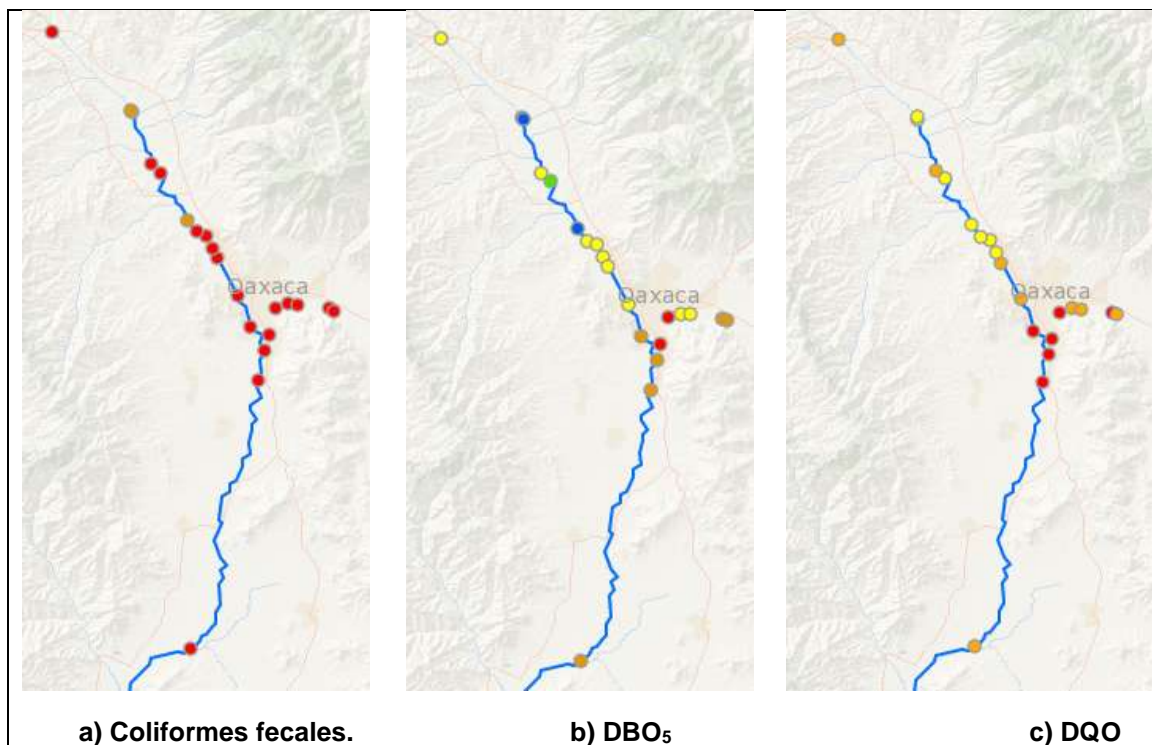 Oaxaca
Oaxaca
Oaxaca
a) Coliformes fecales.
b) DBO₅
c) DQO